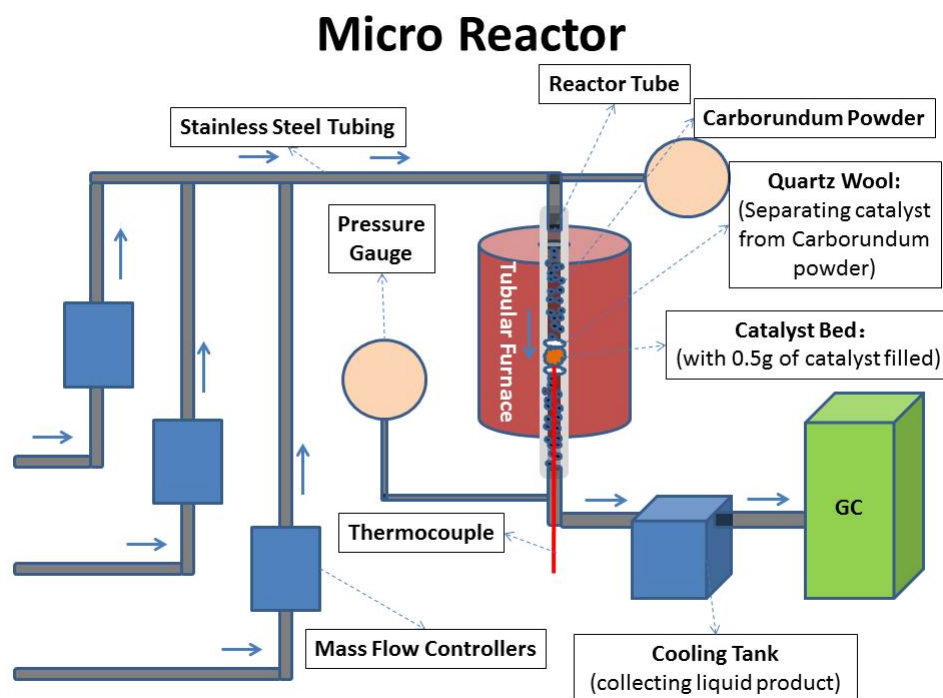 Micro Reactor
Reactor Tube
Stainless Steel Tubing
Carborundum Powder
Quartz Wool:
(Separating catalyst
from Carborundum
powder)
Pressure
Gauge
Tubular Furnace
Catalyst Bed：
(with 0.5g of catalyst filled)
GC
Thermocouple
Mass Flow Controllers
Cooling Tank
(collecting liquid product)